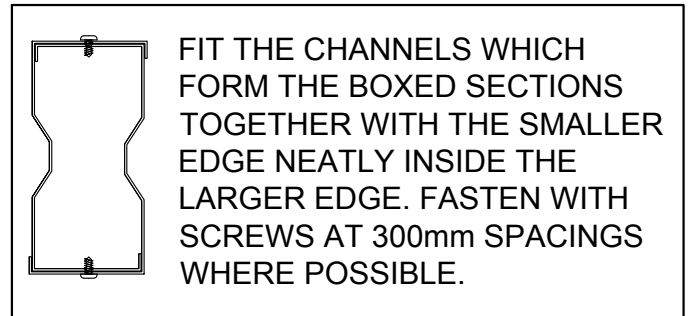 FIT THE CHANNELS WHICH
FORM THE BOXED SECTIONS
TOGETHER WITH THE SMALLER
EDGE NEATLY INSIDE THE
LARGER EDGE. FASTEN WITH
SCREWS AT 300mm SPACINGS
WHERE POSSIBLE.